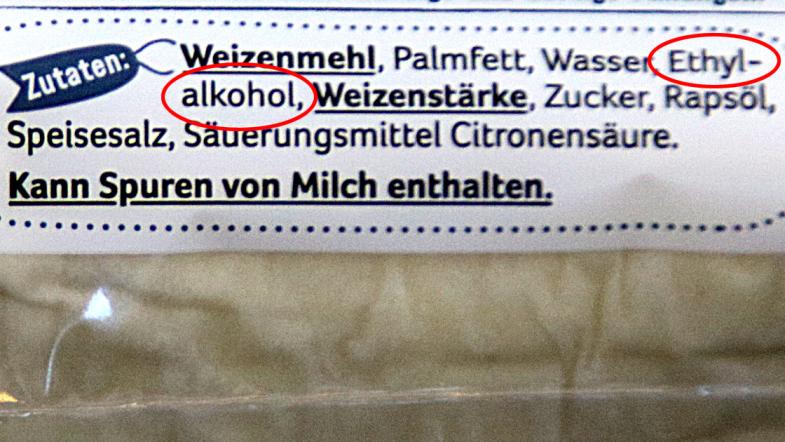 Zutaten: Weizenmehl, Palmfett, Wasser, Ethyl-
alkohol, Weizenstärke, Zucker, Rapsöl,
Speisesalz, Säuerungsmittel Citronensäure.
Kann Spuren von Milch enthalten.